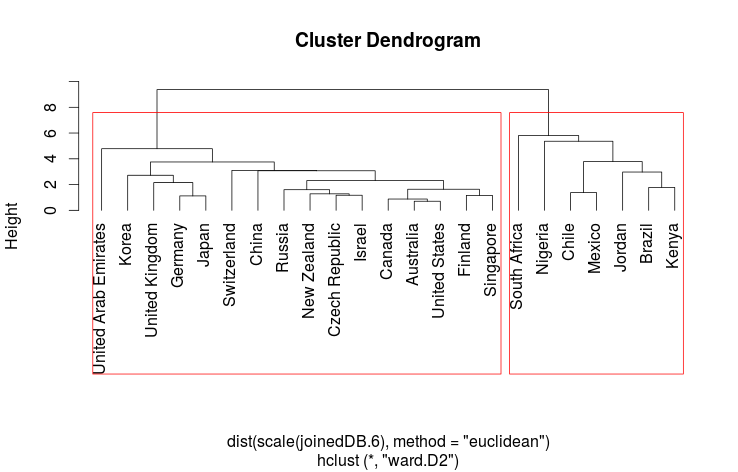 Cluster Dendrogram
Height
8
6
4
2
0
United Arab Emirates
Korea
United Kingdom
Germany
Japan
Switzerland
China
Russia
New Zealand
Czech Republic
Israel
Canada
Australia
United States
Finland
Singapore
South Africa
Nigeria
Chile
Mexico
Jordan
Brazil
Kenya
dist(scale(joinedDB.6), method = "euclidean")
hclust (*, "ward.D2")